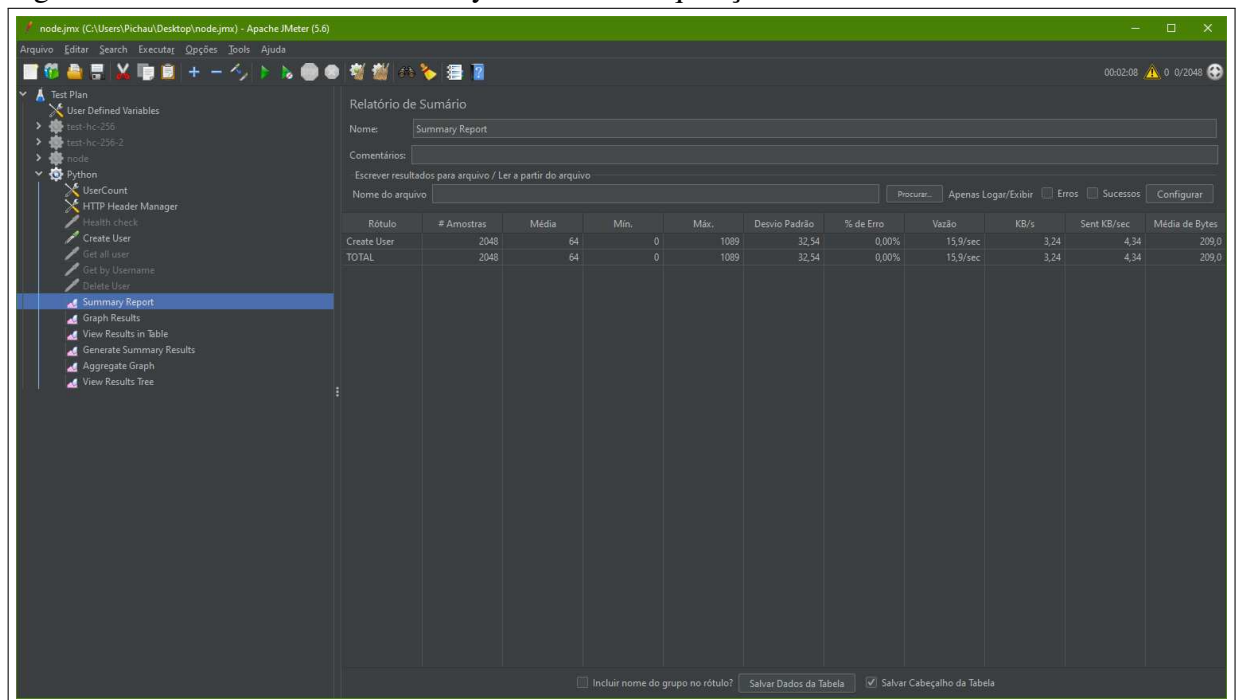 node.jmx (C:\Users\Pichau\Desktop\node.jmx) - Apache JMeter (5.6)
Arquivo Editar Search Executar Opções Tools Ajuda
00:02:08 0 0/2048
Test Plan
User Defined Variables
test-hc-256
test-hc-256-2
node
Python
UserCount
HTTP Header Manager
Health check
Create User
Get all user
Get by Username
Delete User
Summary Report
Graph Results
View Results in Table
Generate Summary Results
Aggregate Graph
View Results Tree
Relatório de Sumário
Nome: Summary Report
Comentários:
Escrever resultados para arquivo / Ler a partir do arquivo
Nome do arquivo Procurar... Apenas Logar/Exibir Erros Sucessos Configurar
Rótulo # Amostras Média Mín. Máx. Desvio Padrão % de Erro Vazão KB/s Sent KB/sec Média de Bytes
Create User 2048 64 0 1089 32,54 0,00% 15,9/sec 3,24 4,34 209,0
TOTAL 2048 64 0 1089 32,54 0,00% 15,9/sec 3,24 4,34 209,0
Incluir nome do grupo no rótulo? Salvar Dados da Tabela Salvar Cabeçalho da Tabela